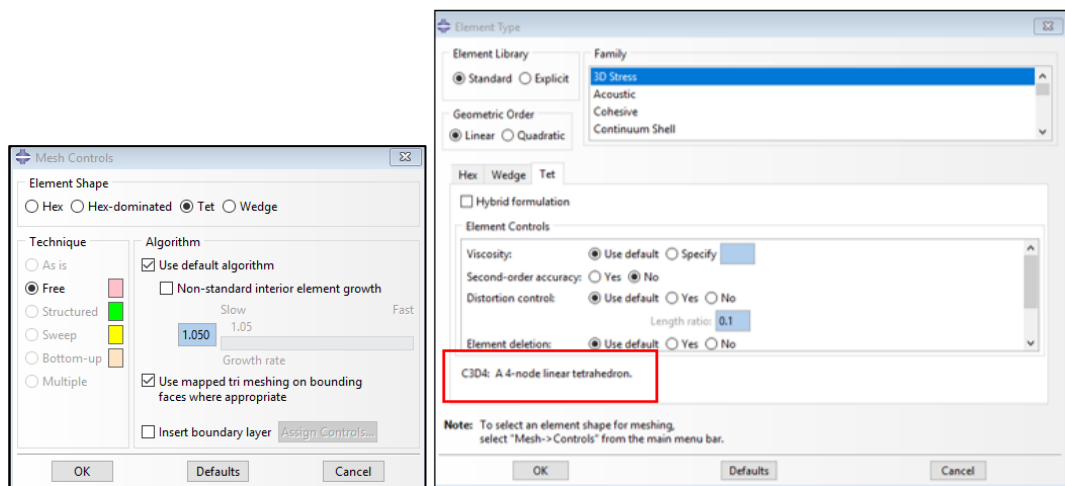 Mesh Controls
Element Shape
Hex Hex-dominated Tet Wedge
Technique
As is
Free
Structured
Sweep
Bottom-up
Multiple
Algorithm
Use default algorithm
Non-standard interior element growth
Slow Fast
1.050 1.05
Growth rate
Use mapped tri meshing on bounding
faces where appropriate
Insert boundary layer Assign Controls...
OK Defaults Cancel
Element Type
Element Library
Standard Explicit
Geometric Order
Linear Quadratic
Family
3D Stress
Acoustic
Cohesive
Continuum Shell
Hex Wedge Tet
Hybrid formulation
Element Controls
Viscosity: Use default Specify
Second-order accuracy: Yes No
Distortion control: Use default Yes No
Length ratio: 0.1
Element deletion: Use default Yes No
C3D4: A 4-node linear tetrahedron.
Note: To select an element shape for meshing,
select "Mesh->Controls" from the main menu bar.
OK Defaults Cancel